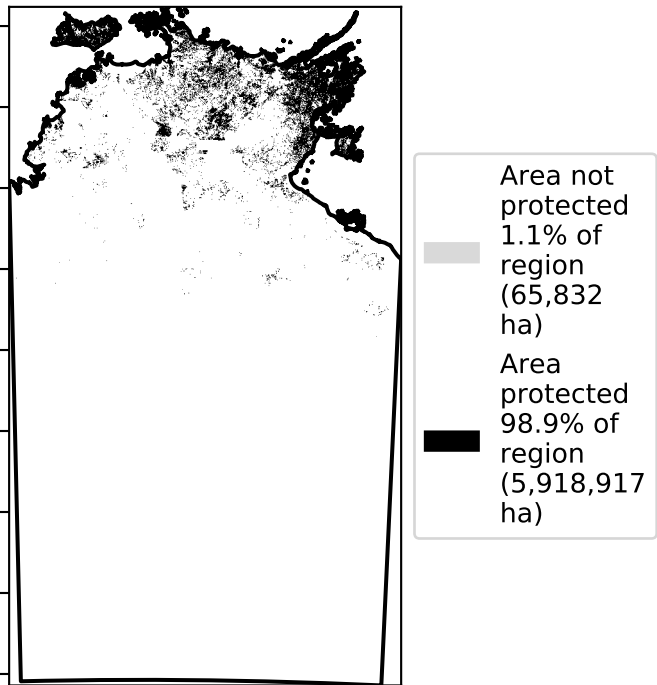 Area not
protected
1.1% of
region
(65,832
ha)
Area
protected
98.9% of
region
(5,918,917
ha)